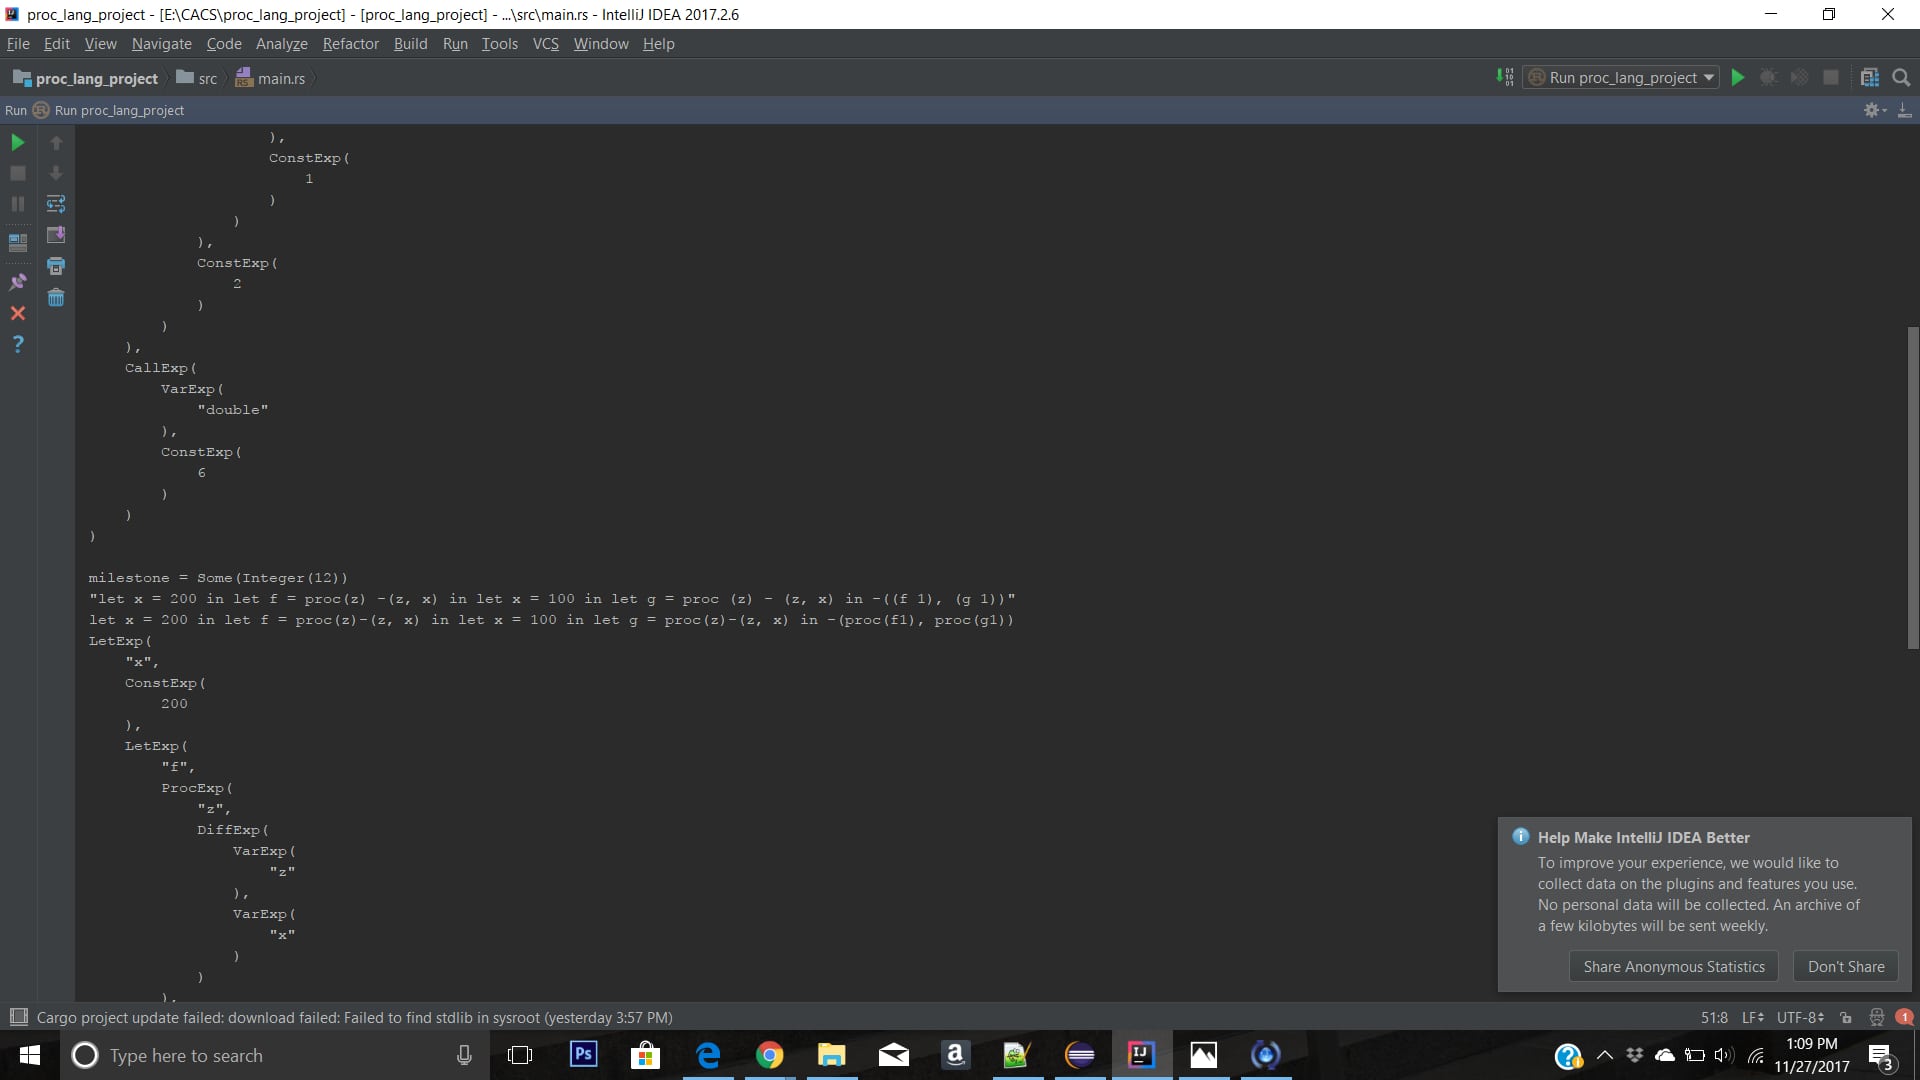 proc_lang_project - [E:\CACS\proc_lang_project] - [proc_lang_project] - ...\src\main.rs - IntelliJ IDEA 2017.2.6
File Edit View Navigate Code Analyze Refactor Build Run Tools VCS Window Help
proc_lang_project src main.rs Run proc_lang_project
Run Run proc_lang_project
),
ConstExp(
1
)
)
),
ConstExp(
2
)
)
),
CallExp(
VarExp(
"double"
),
ConstExp(
6
)
)
)
milestone = Some(Integer(12))
"let x = 200 in let f = proc(z) -(z, x) in let x = 100 in let g = proc (z) - (z, x) in -((f 1), (g 1))"
let x = 200 in let f = proc(z)-(z, x) in let x = 100 in let g = proc(z)-(z, x) in -(proc(f1), proc(g1))
LetExp(
"x",
ConstExp(
200
),
LetExp(
"f",
ProcExp(
"z",
DiffExp(
VarExp(
"z"
),
VarExp(
"x"
)
)
),
Help Make IntelliJ IDEA Better
To improve your experience, we would like to
collect data on the plugins and features you use.
No personal data will be collected. An archive of
a few kilobytes will be sent weekly.
Share Anonymous Statistics Don't Share
Cargo project update failed: download failed: Failed to find stdlib in sysroot (yesterday 3:57 PM) 51:8 LF UTF-8 1
Type here to search Ps a IJ 1:09 PM
11/27/2017 3